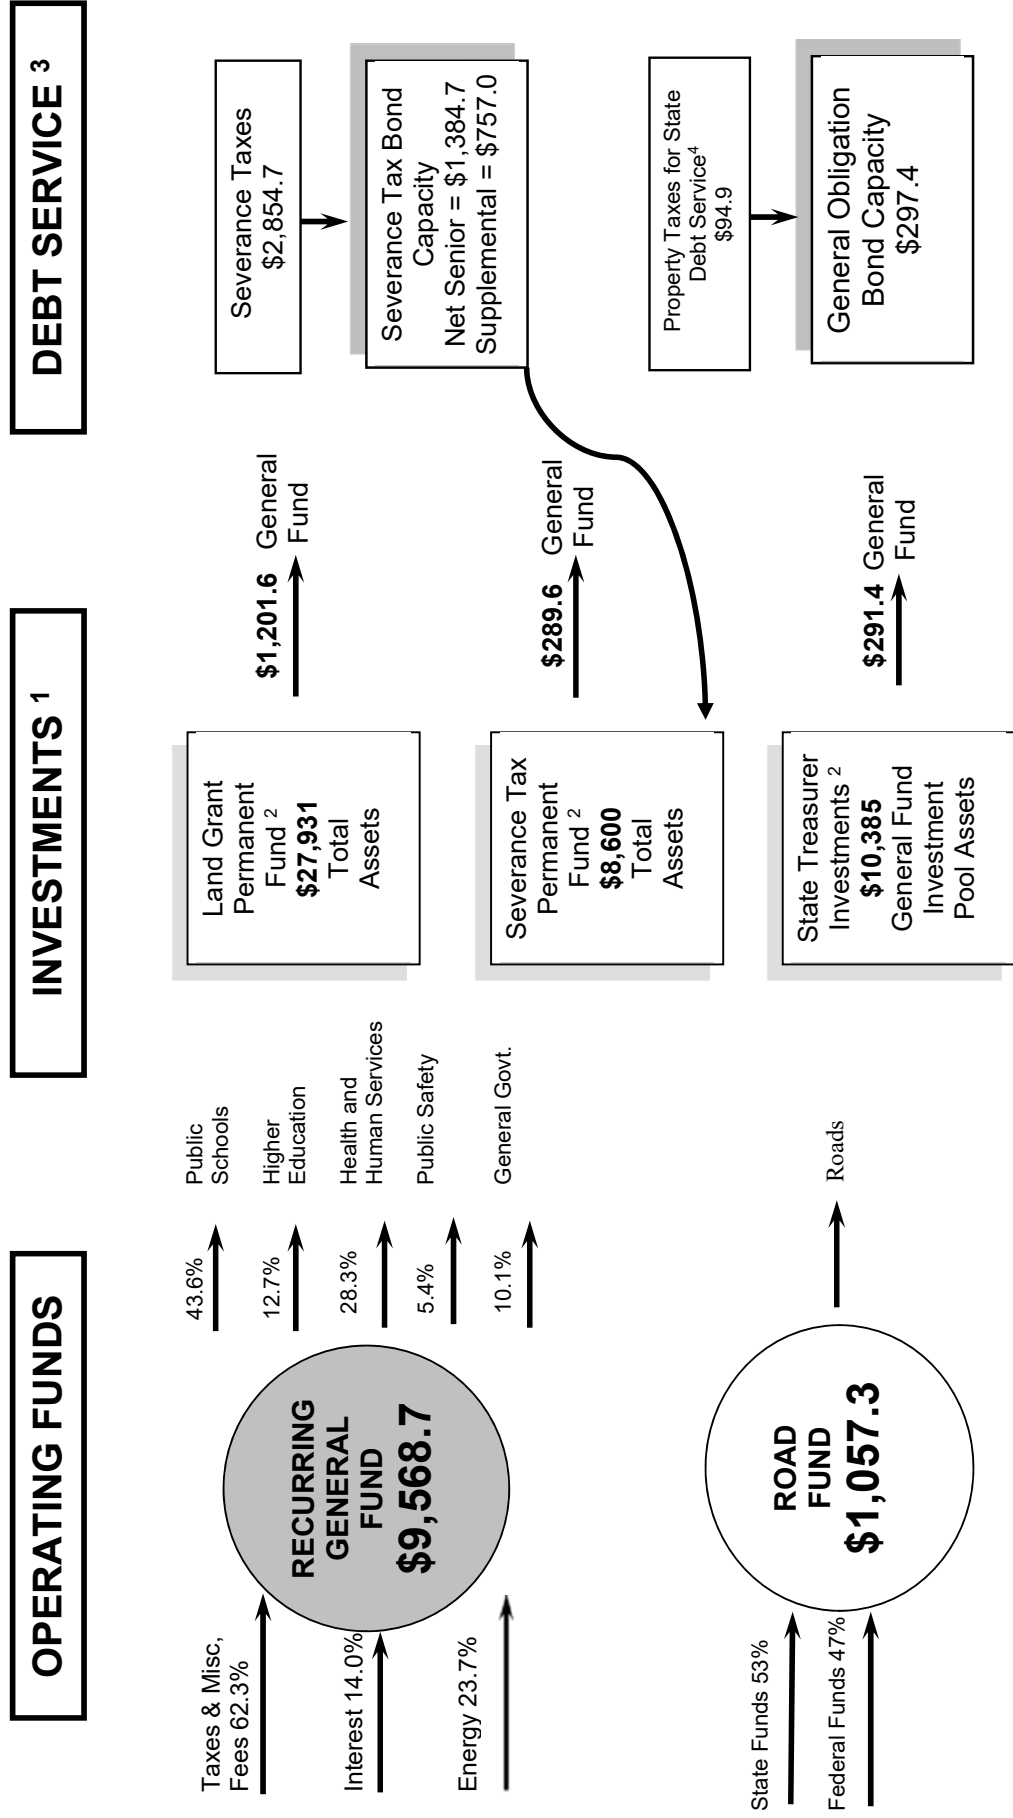 OPERATING FUNDS
Taxes & Misc,
Fees 62.3%
Interest 14.0%
Energy 23.7%
RECURRING
GENERAL
FUND
$9,568.7
43.6%
Public
Schools
12.7%
Higher
Education
28.3%
Health and
Human Services
5.4%
Public Safety
10.1%
General Govt.
State Funds 53%
Federal Funds 47%
ROAD
FUND
$1,057.3
Roads
INVESTMENTS ¹
Land Grant
Permanent
Fund ²
$27,931
Total
Assets
$1,201.6 General
Fund
Severance Tax
Permanent
Fund ²
$8,600
Total
Assets
$289.6 General
Fund
State Treasurer
Investments ²
$10,385
General Fund
Investment
Pool Assets
$291.4 General
Fund
DEBT SERVICE ³
Severance Taxes
$2,854.7
Severance Tax Bond
Capacity
Net Senior = $1,384.7
Supplemental = $757.0
Property Taxes for State
Debt Service⁴
$94.9
General Obligation
Bond Capacity
$297.4